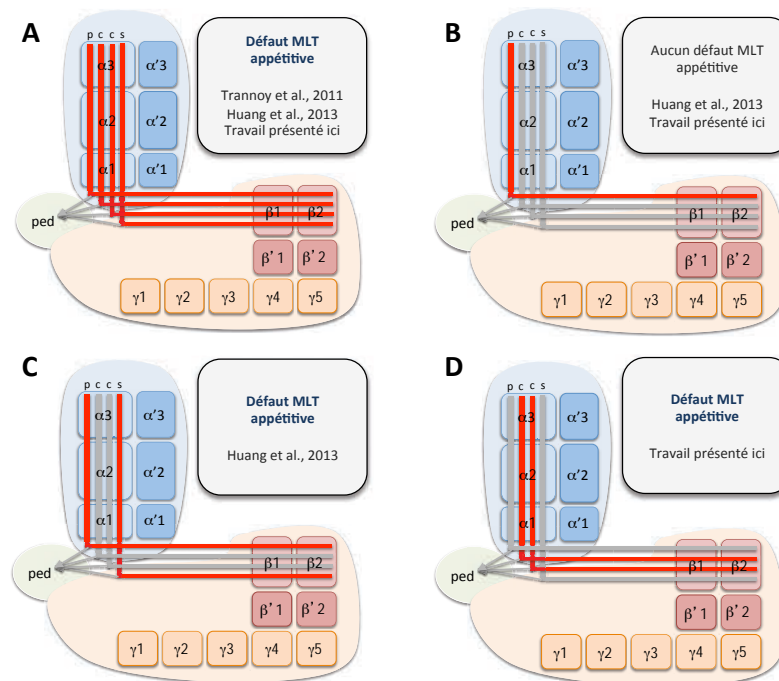 A
p c c s
α3
α'3
α2
α'2
α1
α'1
ped
β1
β2
β'1
β'2
γ1
γ2
γ3
γ4
γ5
Défaut MLT
appétitive
Trannoy et al., 2011
Huang et al., 2013
Travail présenté ici
B
p c c s
α3
α'3
α2
α'2
α1
α'1
ped
β1
β2
β'1
β'2
γ1
γ2
γ3
γ4
γ5
Aucun défaut MLT
appétitive
Huang et al., 2013
Travail présenté ici
C
p c c s
α3
α'3
α2
α'2
α1
α'1
ped
β1
β2
β'1
β'2
γ1
γ2
γ3
γ4
γ5
Défaut MLT
appétitive
Huang et al., 2013
D
p c c s
α3
α'3
α2
α'2
α1
α'1
ped
β1
β2
β'1
β'2
γ1
γ2
γ3
γ4
γ5
Défaut MLT
appétitive
Travail présenté ici